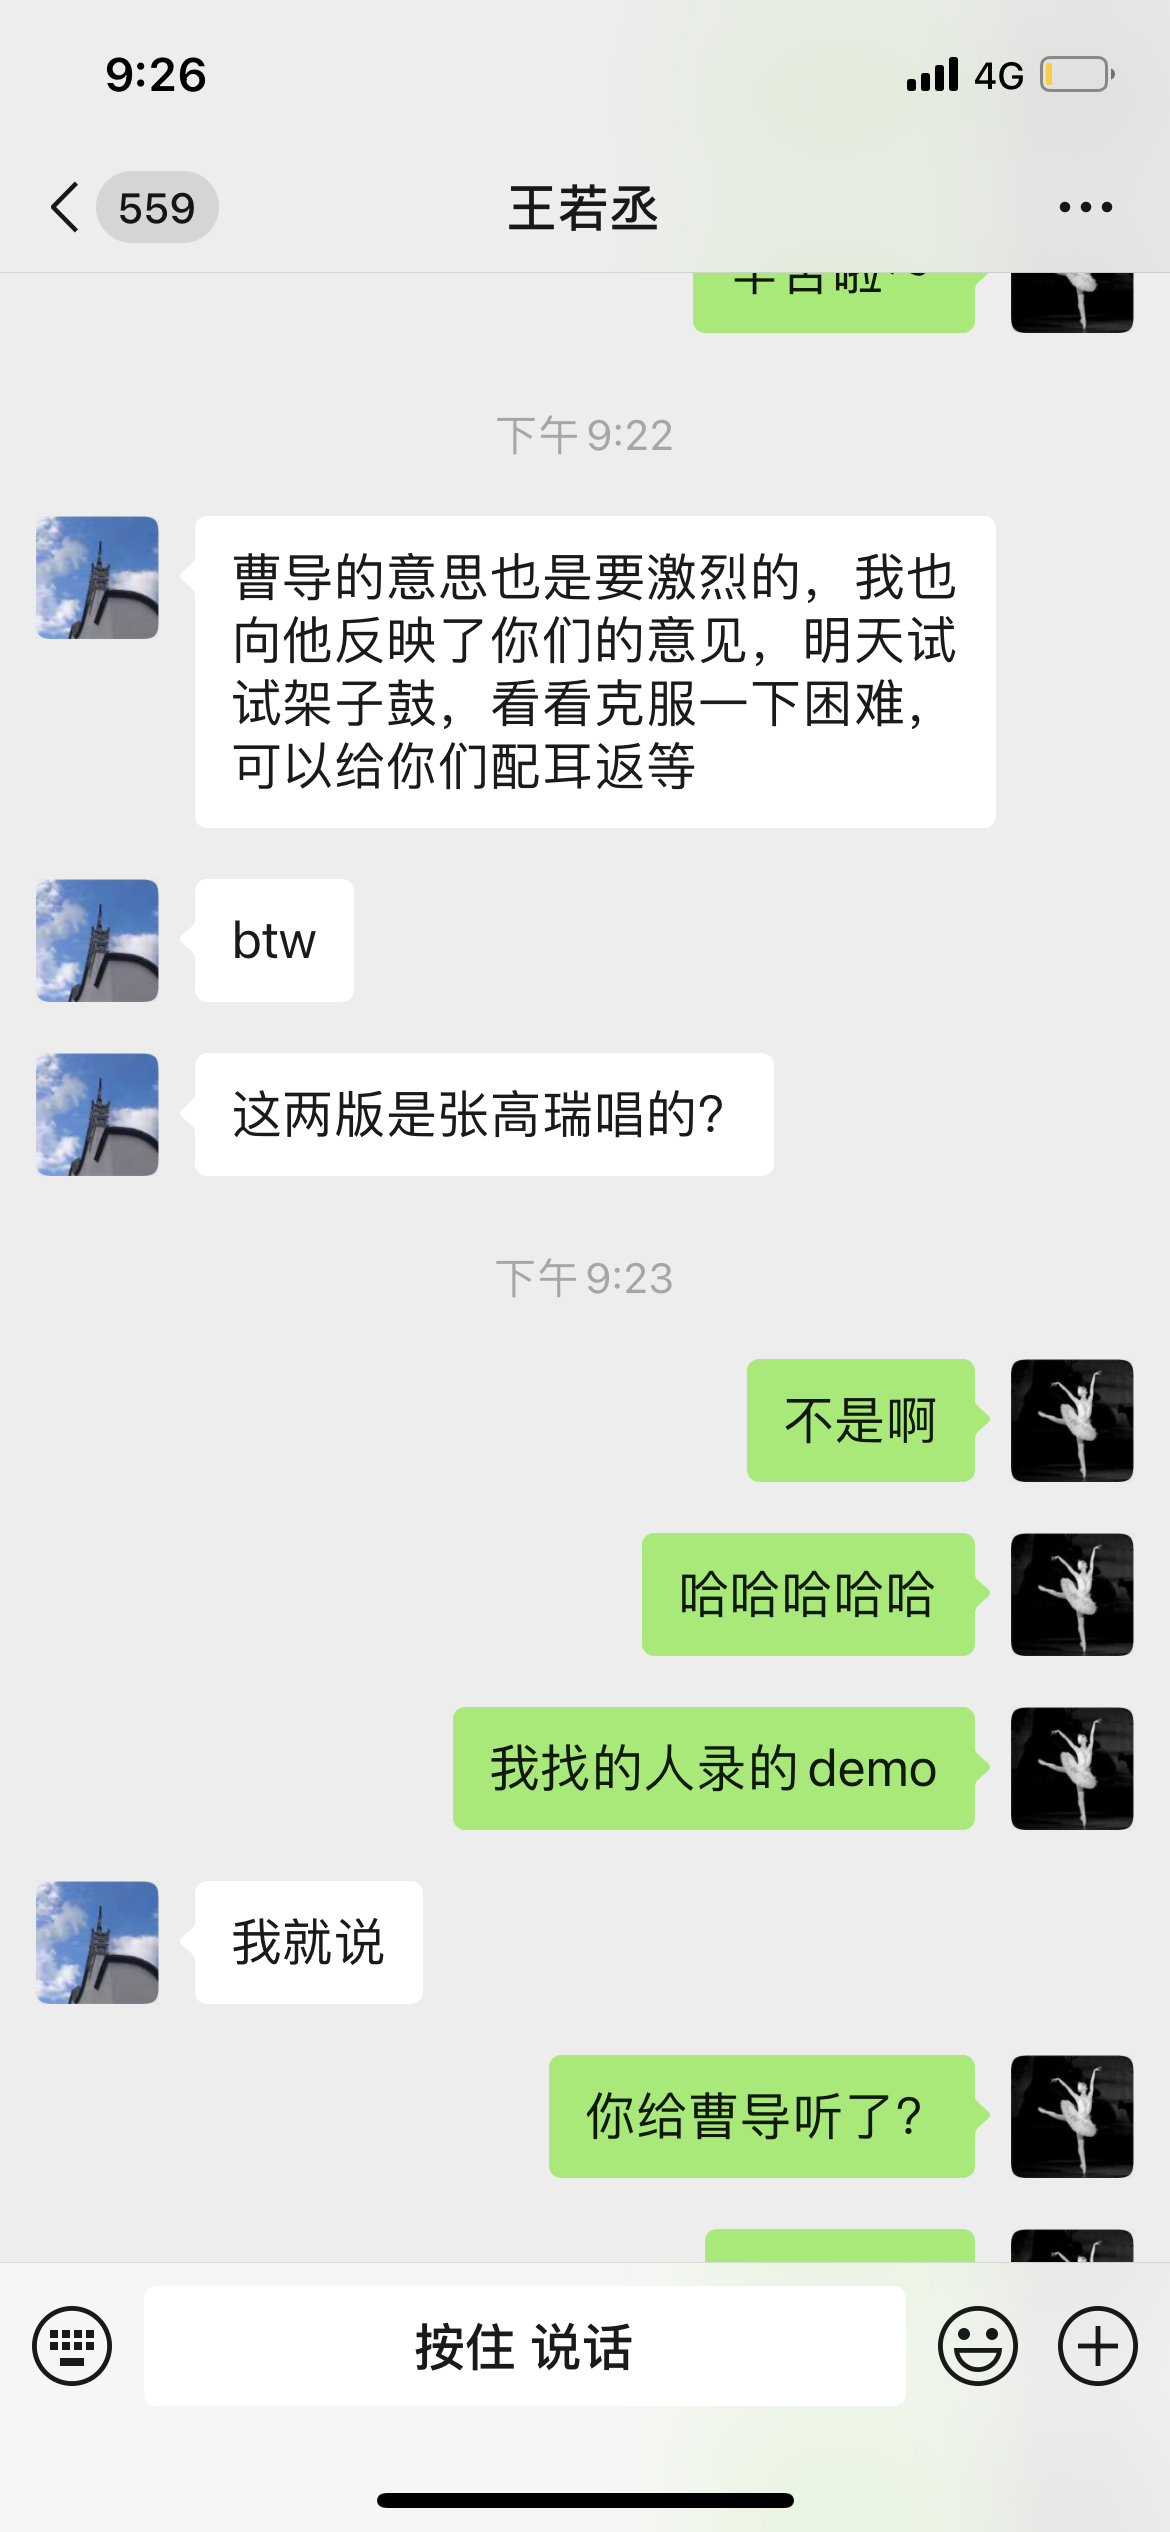 9:26
4G
559
王若丞
辛苦啦
下午 9:22
曹导的意思也是要激烈的，我也
向他反映了你们的意见，明天试
试架子鼓，看看克服一下困难，
可以给你们配耳返等
btw
这两版是张高瑞唱的?
下午 9:23
不是啊
哈哈哈哈哈
我找的人录的demo
我就说
你给曹导听了?
按住 说话